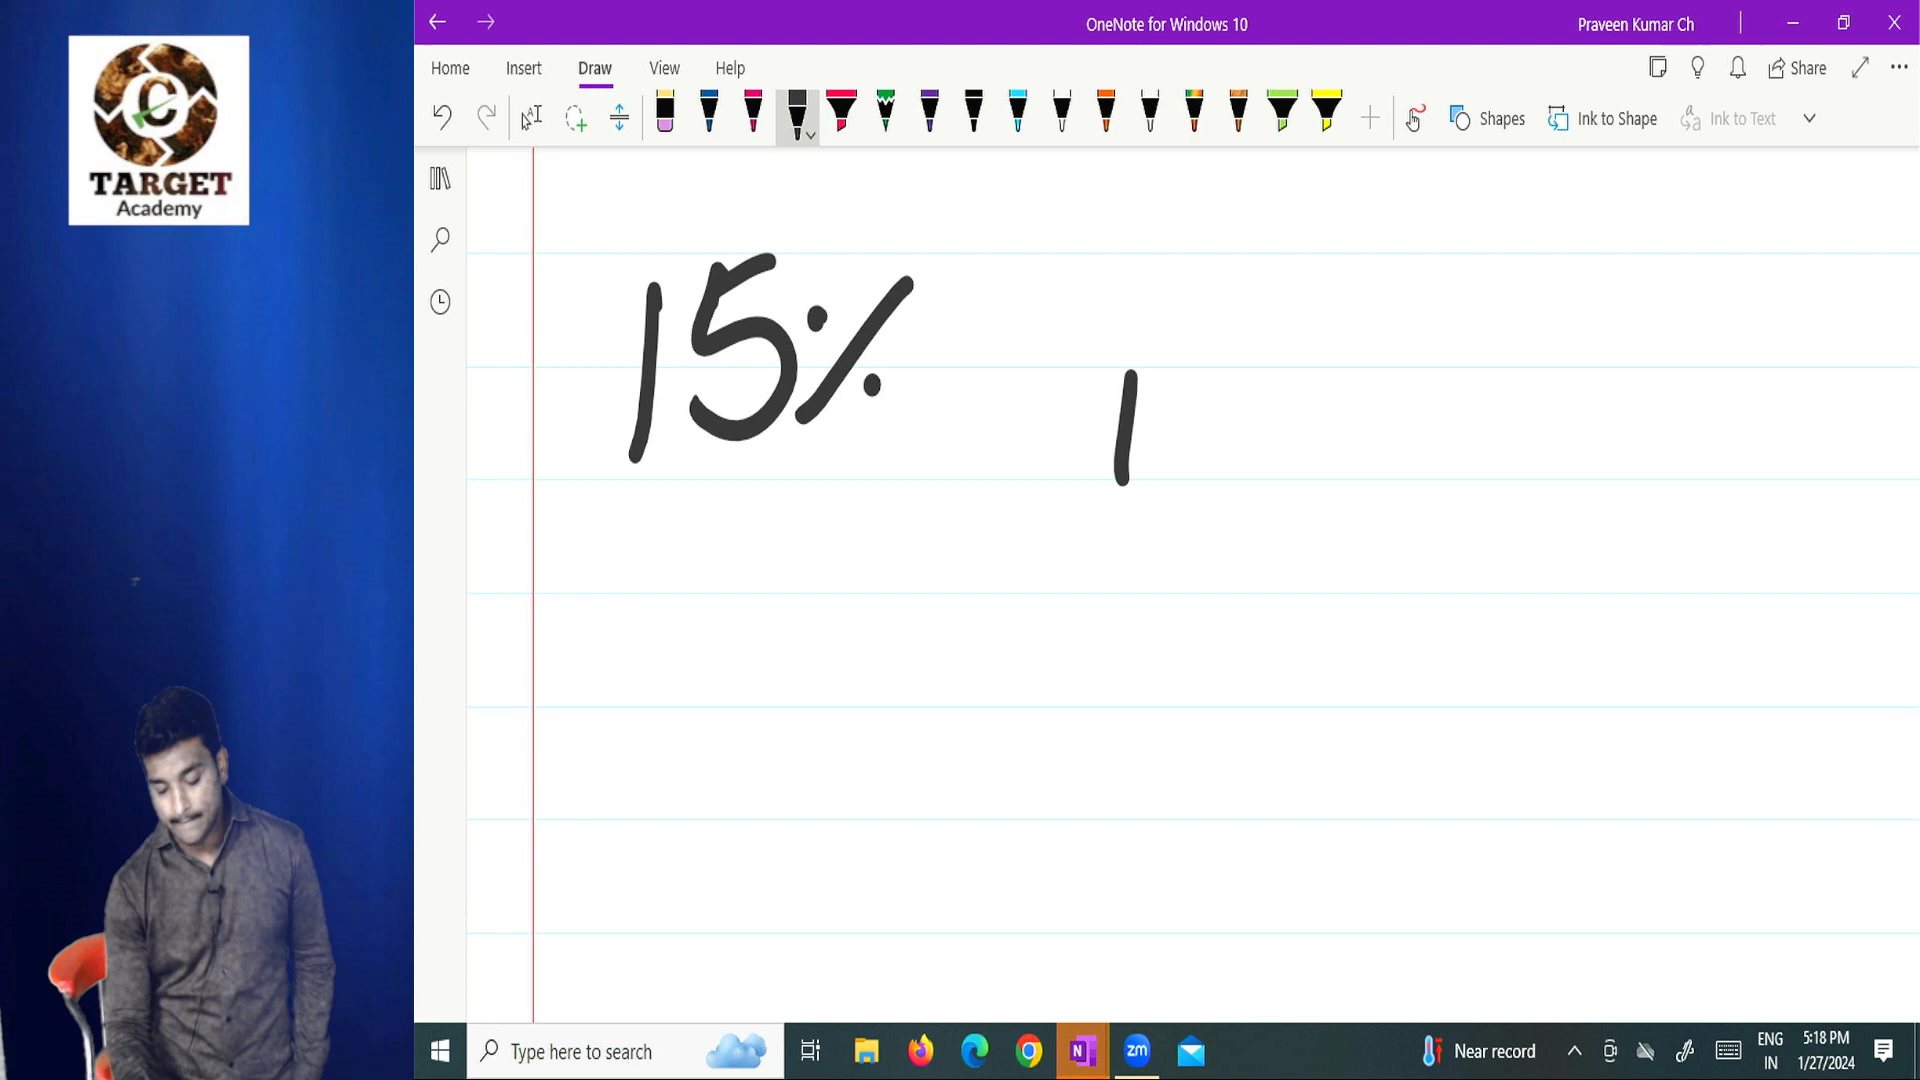 C
TARGET
Academy
OneNote for Windows 10
Praveen Kumar Ch
Home Insert Draw View Help
Share
Shapes Ink to Shape Ink to Text
15%
1
Type here to search
N
zm
Near record
ENG
IN
5:18 PM
1/27/2024